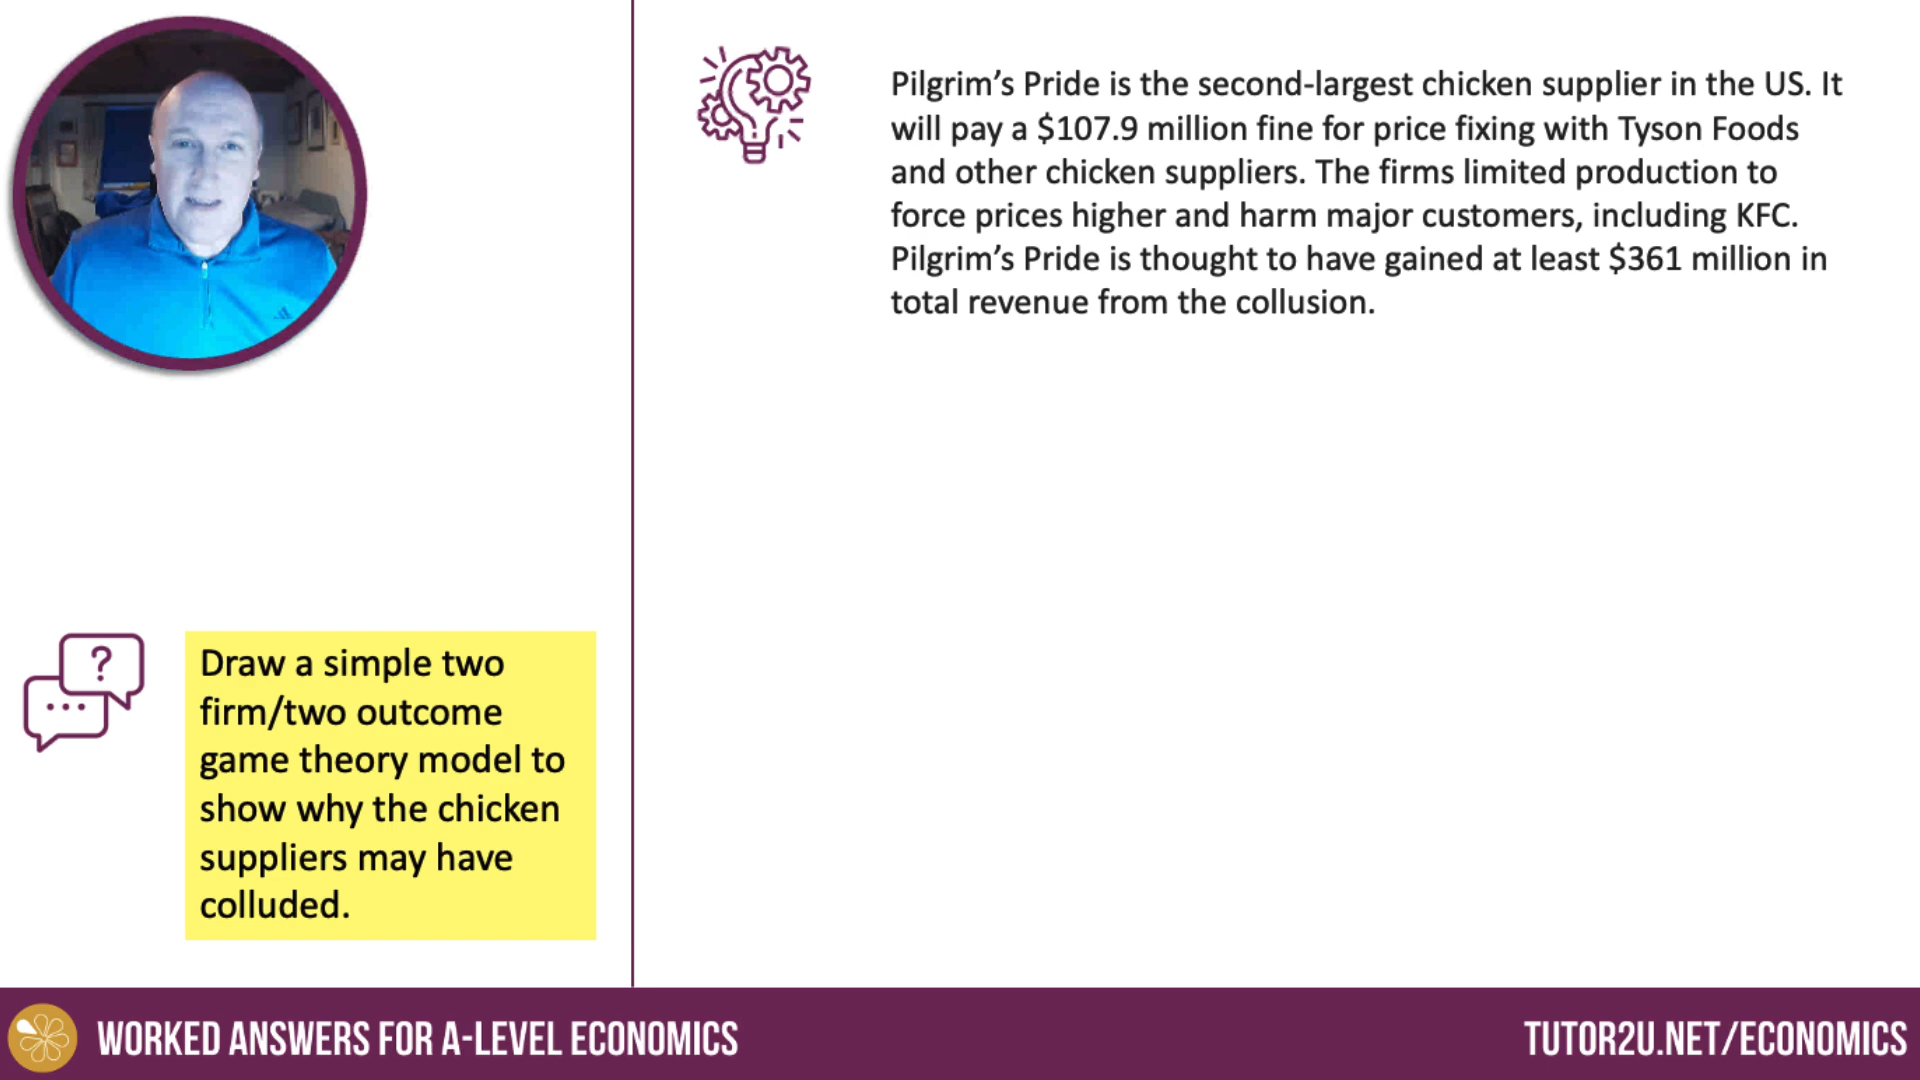 Pilgrim’s Pride is the second-largest chicken supplier in the US. It
will pay a $107.9 million fine for price fixing with Tyson Foods
and other chicken suppliers. The firms limited production to
force prices higher and harm major customers, including KFC.
Pilgrim’s Pride is thought to have gained at least $361 million in
total revenue from the collusion.
?
Draw a simple two
firm/two outcome
game theory model to
show why the chicken
suppliers may have
colluded.
WORKED ANSWERS FOR A-LEVEL ECONOMICS
TUTOR2U.NET/ECONOMICS